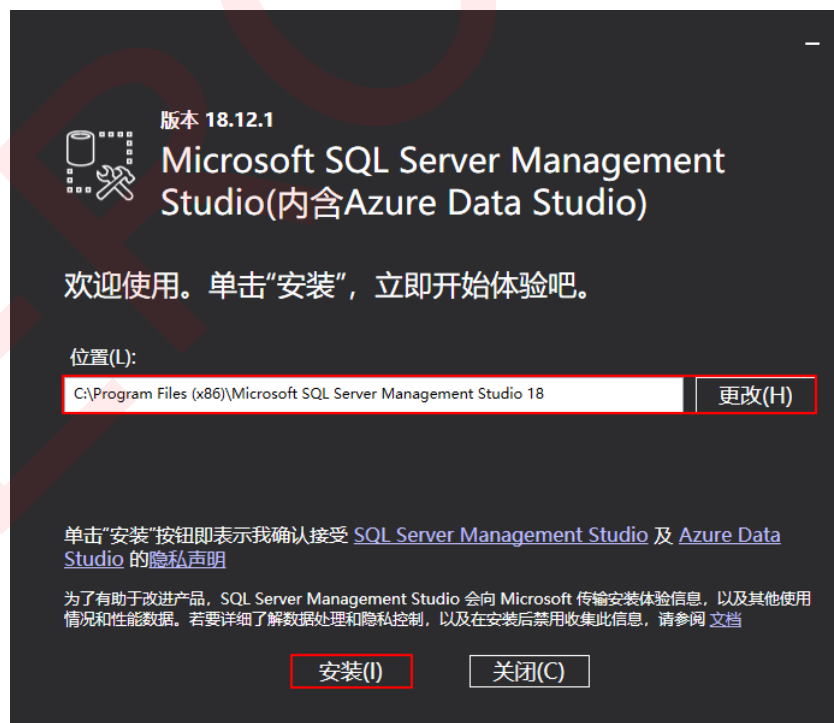 版本 18.12.1
Microsoft SQL Server Management
Studio(内含Azure Data Studio)
欢迎使用。单击“安装”，立即开始体验吧。
位置(L):
C:\Program Files (x86)\Microsoft SQL Server Management Studio 18
更改(H)
单击“安装”按钮即表示我确认接受 SQL Server Management Studio 及 Azure Data
Studio 的隐私声明
为了有助于改进产品，SQL Server Management Studio 会向 Microsoft 传输安装体验信息，以及其他使用
情况和性能数据。若要详细了解数据处理和隐私控制，以及在安装后禁用收集此信息，请参阅 文档
安装(I)
关闭(C)